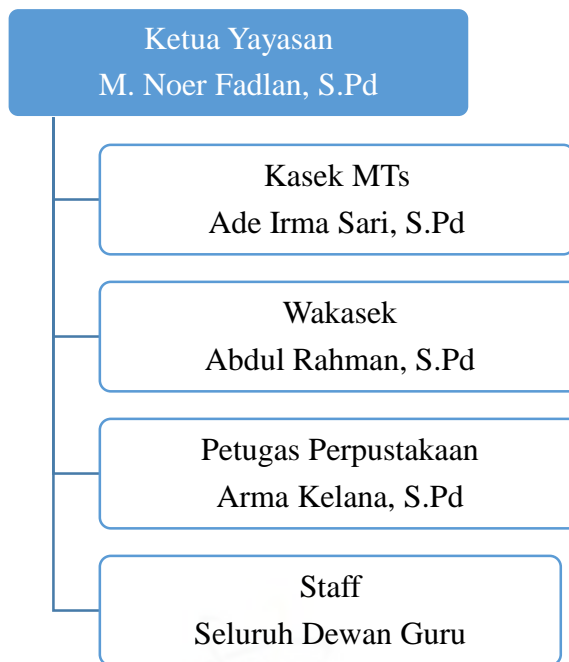 Ketua Yayasan
M. Noer Fadlan, S.Pd
Kasek MTs
Ade Irma Sari, S.Pd
Wakasek
Abdul Rahman, S.Pd
Petugas Perpustakaan
Arma Kelana, S.Pd
Staff
Seluruh Dewan Guru